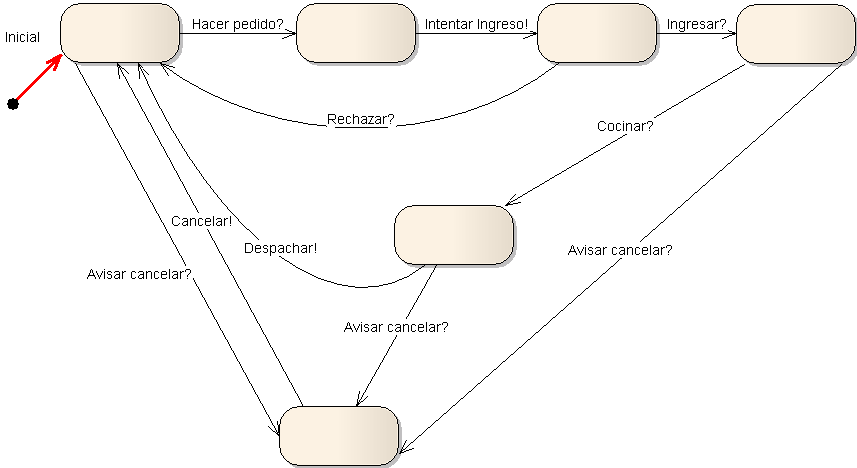 Hacer pedido?
Intentar Ingreso!
Ingresar?
Inicial
Rechazar?
Cocinar?
Cancelar!
Despachar!
Avisar cancelar?
Avisar cancelar?
Avisar cancelar?